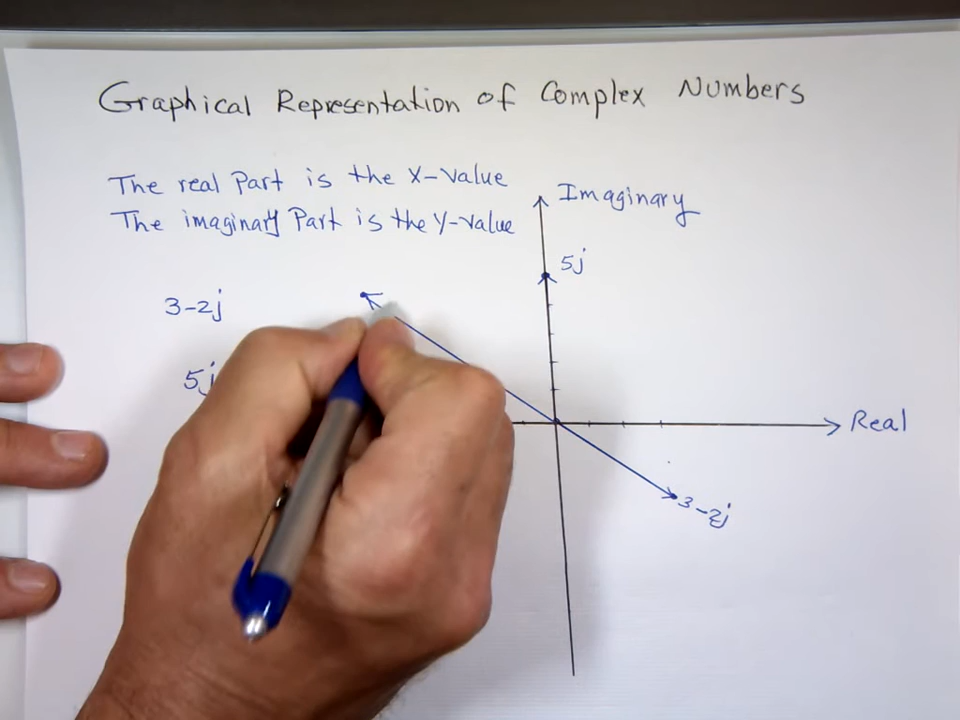 Graphical Representation of Complex Numbers
The real Part is the X-Value
The imaginary Part is the Y-Value
Imaginary
5j
3-2j
5j
Real
3-2j